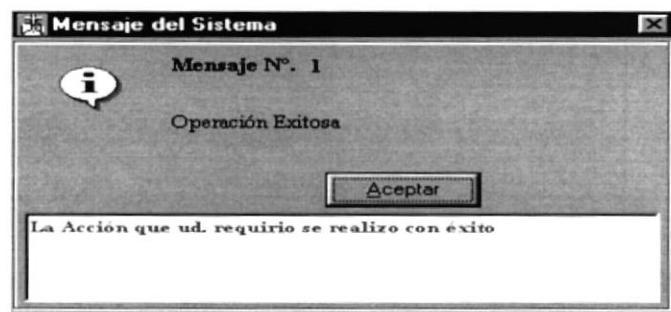 Mensaje del Sistema
Mensaje Nº. 1
Operación Exitosa
Aceptar
La Acción que ud. requirio se realizo con éxito